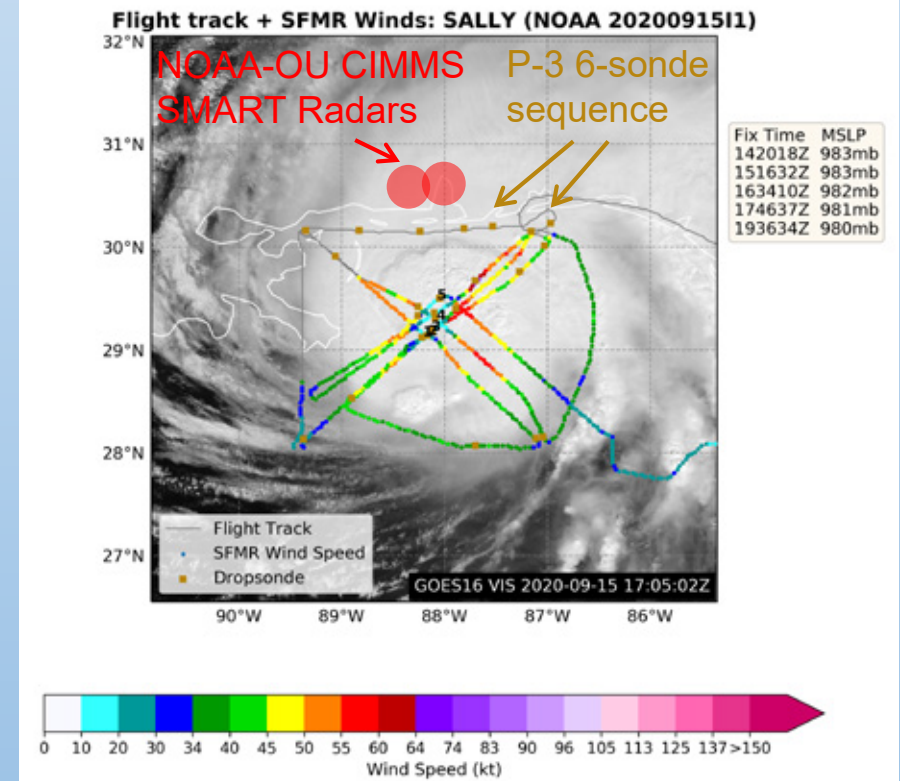 Flight track + SFMR Winds: SALLY (NOAA 20200915I1)
32°N
NOAA-OU CIMMS
SMART Radars
P-3 6-sonde
sequence
31°N
Fix Time MSLP
142018Z 983mb
151632Z 983mb
163410Z 982mb
174637Z 981mb
193634Z 980mb
30°N
5
4
29°N
28°N
27°N
Flight Track
SFMR Wind Speed
Dropsonde
GOES16 VIS 2020-09-15 17:05:02Z
90°W 89°W 88°W 87°W 86°W
0 10 20 30 34 40 45 50 55 60 64 74 83 90 96 105 113 125 137 >150
Wind Speed (kt)